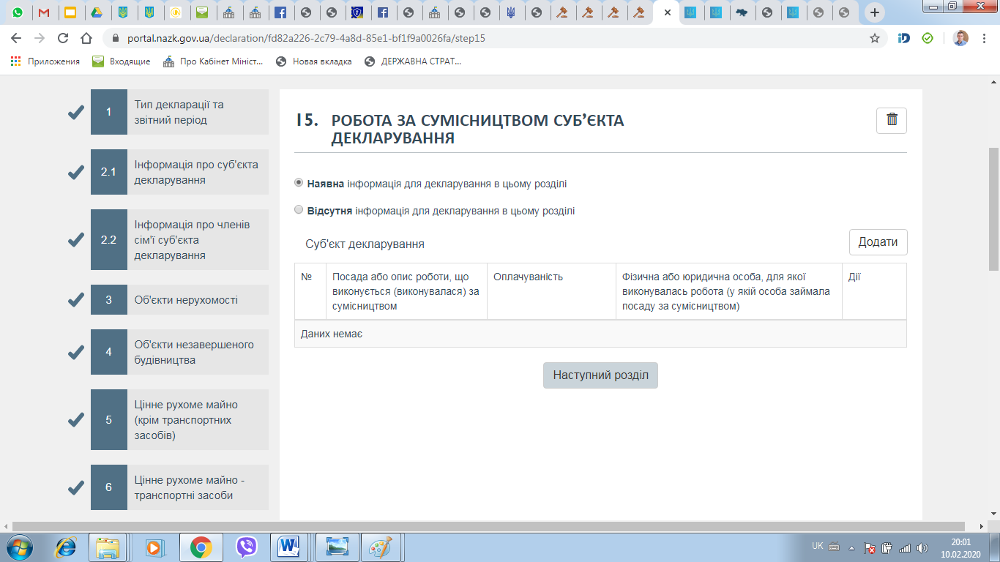 portal.nazk.gov.ua/declaration/fd82a226-2c79-4a8d-85e1-bf1f9a0026fa/step15
Приложения
Входящие
Про Кабінет Мініст...
Новая вкладка
ДЕРЖАВНА СТРАТ...
1
Тип декларації та
звітний період
2.1
Інформація про суб'єкта
декларування
2.2
Інформація про членів
сім'ї суб'єкта
декларування
3
Об'єкти нерухомості
4
Об'єкти незавершеного
будівництва
5
Цінне рухоме майно
(крім транспортних
засобів)
6
Цінне рухоме майно -
транспортні засоби
15. РОБОТА ЗА СУМІСНИЦТВОМ СУБ’ЄКТА
ДЕКЛАРУВАННЯ
Наявна інформація для декларування в цьому розділі
Відсутня інформація для декларування в цьому розділі
Суб'єкт декларування
Додати
№
Посада або опис роботи, що
виконується (виконувалася) за
сумісництвом
Оплачуваність
Фізична або юридична особа, для якої
виконувалась робота (у якій особа займала
посаду за сумісництвом)
Дії
Даних немає
Наступний розділ
UK
20:01
10.02.2020